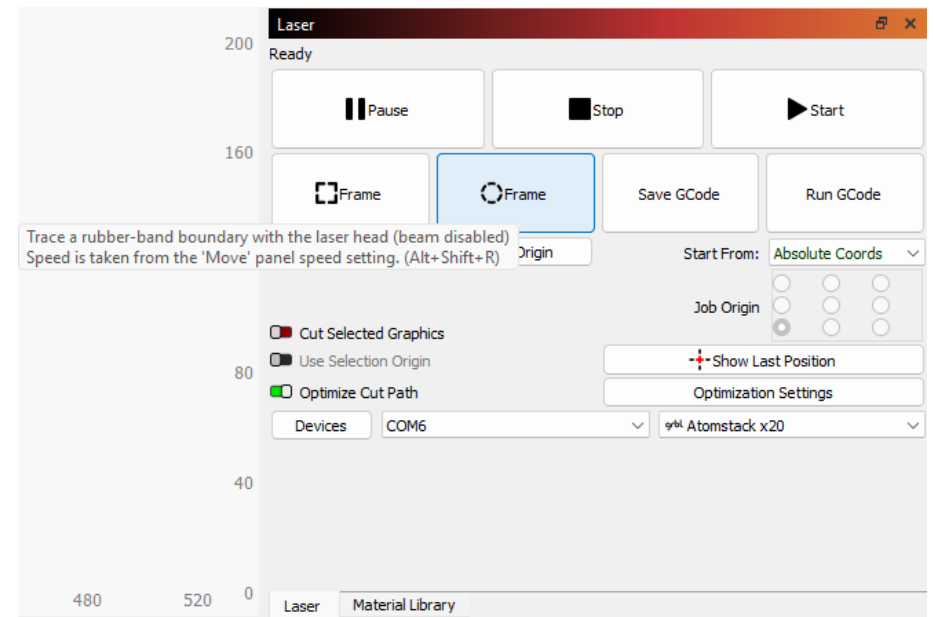 Laser
Ready
200
Pause
Stop
Start
160
Frame
Frame
Save GCode
Run GCode
Trace a rubber-band boundary with the laser head (beam disabled)
Speed is taken from the 'Move' panel speed setting. (Alt+Shift+R)
Origin
Start From:
Absolute Coords
Job Origin
Cut Selected Graphics
Use Selection Origin
Show Last Position
80
Optimize Cut Path
Optimization Settings
Devices
COM6
grbl Atomstack x20
40
0
480
520
Laser
Material Library